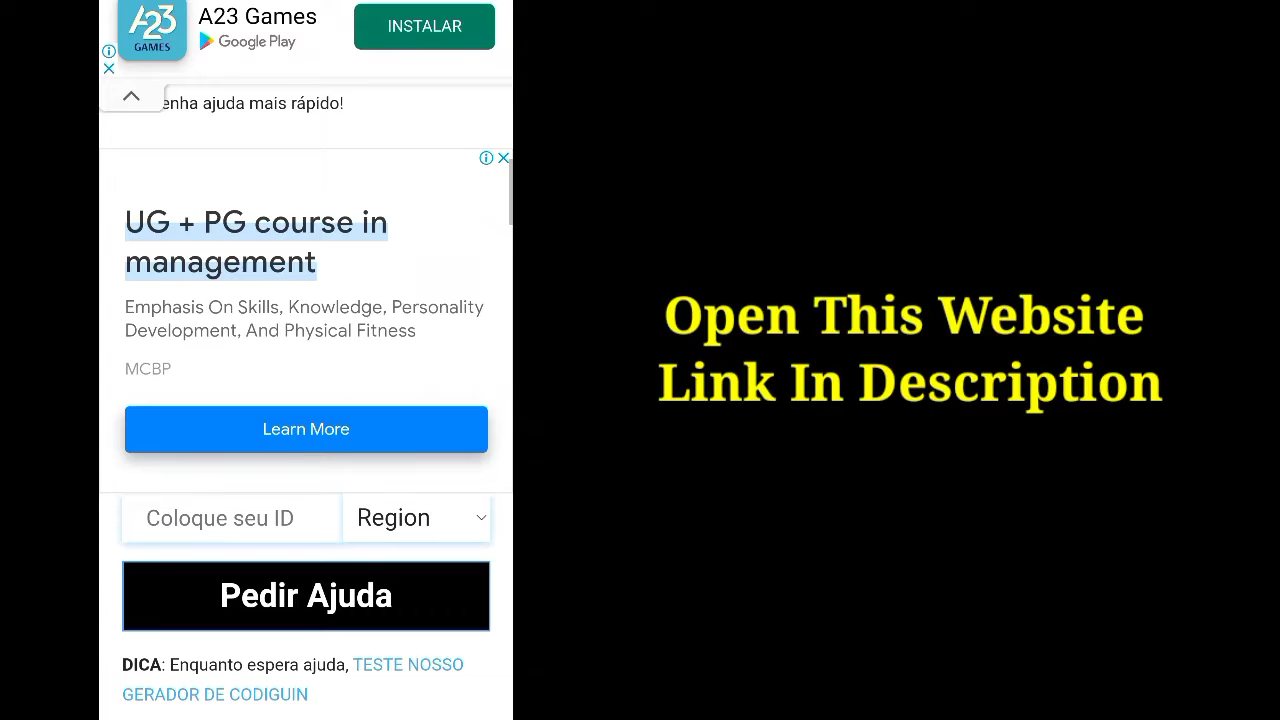 A23
GAMES
A23 Games
Google Play
INSTALAR
enha ajuda mais rápido!
UG + PG course in
management
Emphasis On Skills, Knowledge, Personality
Development, And Physical Fitness
MCBP
Learn More
Coloque seu ID
Region
Pedir Ajuda
DICA: Enquanto espera ajuda, TESTE NOSSO
GERADOR DE CODIGUIN
Open This Website
Link In Description